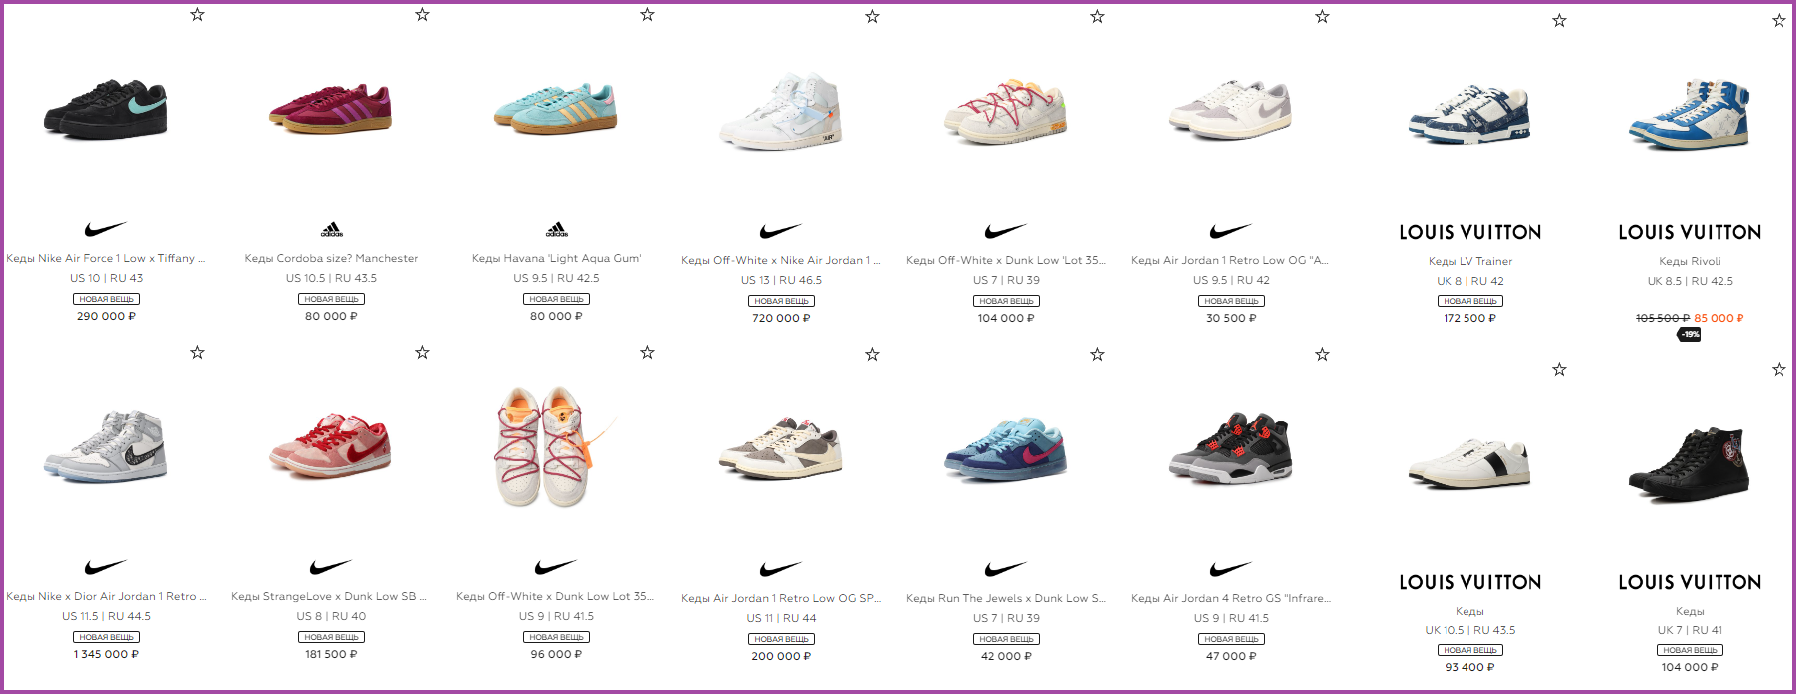 adidas
Кеды Nike Air Force 1 Low x Tiffany ...
US 10 | RU 43
НОВАЯ ВЕЩЬ
290 000 ₽
Кеды Cordoba size? Manchester
US 10.5 | RU 43.5
НОВАЯ ВЕЩЬ
80 000 ₽
adidas
Кеды Havana 'Light Aqua Gum'
US 9.5 | RU 42.5
НОВАЯ ВЕЩЬ
80 000 ₽
"AIR"
Кеды Off-White x Nike Air Jordan 1 ...
US 13 | RU 46.5
НОВАЯ ВЕЩЬ
720 000 ₽
Кеды Off-White x Dunk Low 'Lot 35...
US 7 | RU 39
НОВАЯ ВЕЩЬ
104 000 ₽
Кеды Air Jordan 1 Retro Low OG "A...
US 9.5 | RU 42
НОВАЯ ВЕЩЬ
30 500 ₽
LOUIS VUITTON
Кеды LV Trainer
UK 8 | RU 42
НОВАЯ ВЕЩЬ
172 500 ₽
LOUIS VUITTON
Кеды Rivoli
UK 8.5 | RU 42.5
105 500 ₽ 85 000 ₽
-19%
Кеды Nike x Dior Air Jordan 1 Retro ...
US 11.5 | RU 44.5
НОВАЯ ВЕЩЬ
1 345 000 ₽
Кеды StrangeLove x Dunk Low SB ...
US 8 | RU 40
НОВАЯ ВЕЩЬ
181 500 ₽
Кеды Off-White x Dunk Low Lot 35...
US 9 | RU 41.5
НОВАЯ ВЕЩЬ
96 000 ₽
Кеды Air Jordan 1 Retro Low OG SP...
US 11 | RU 44
НОВАЯ ВЕЩЬ
200 000 ₽
Кеды Run The Jewels x Dunk Low S...
US 7 | RU 39
НОВАЯ ВЕЩЬ
42 000 ₽
Кеды Air Jordan 4 Retro GS "Infrare...
US 9 | RU 41.5
НОВАЯ ВЕЩЬ
47 000 ₽
LOUIS VUITTON
Кеды
UK 10.5 | RU 43.5
НОВАЯ ВЕЩЬ
93 400 ₽
LOUIS VUITTON
Кеды
UK 7 | RU 41
НОВАЯ ВЕЩЬ
104 000 ₽